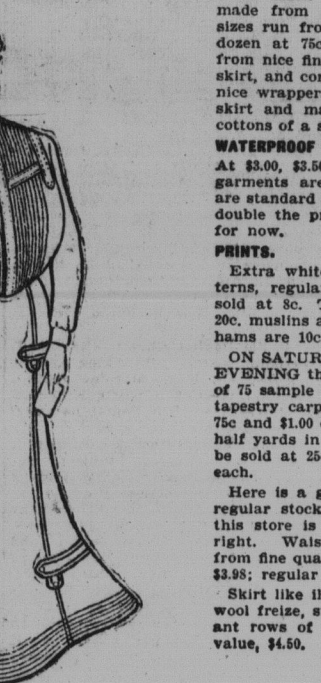 made from
sizes run fro
dozen at 75c
from nice fin
skirt, and cor
nice wrapper
skirt and ma
cottons of a s
WATERPROOF
At $3.00, $3.50
garments are
are standard
double the pr
for now.
PRINTS.
Extra white
terns, regula
sold at 8c. T
20c. muslins a
hams are 10c
ON SATUR
EVENING th
of 75 sample
tapestry carp
75c and $1.00
half yards in
be sold at 25
each.
Here is a g
regular stock
this store is
right. Wais
from fine qua
$3.98; regular
Skirt like il
wool freize, s
ant rows of
value, $4.50.